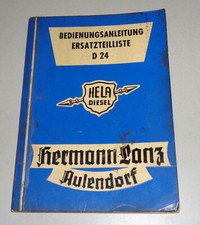 BEDIENUNGSANLEITUNG
ERSATZTEILLISTE
D 24
HELA
DIESEL
Hermann Lanz
Aulendorf